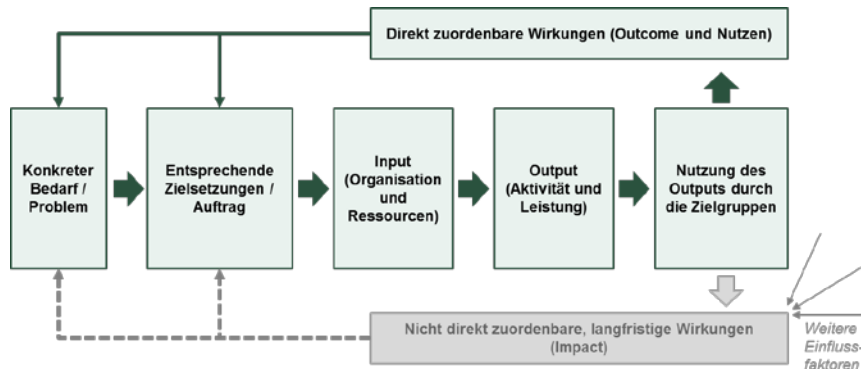 Direkt zuordenbare Wirkungen (Outcome und Nutzen)
Konkreter
Bedarf /
Problem
Entsprechende
Zielsetzungen /
Auftrag
Input
(Organisation
und
Ressourcen)
Output
(Aktivität und
Leistung)
Nutzung des
Outputs durch
die Zielgruppen
Nicht direkt zuordenbare, langfristige Wirkungen
(Impact)
Weitere
Einfluss-
faktoren